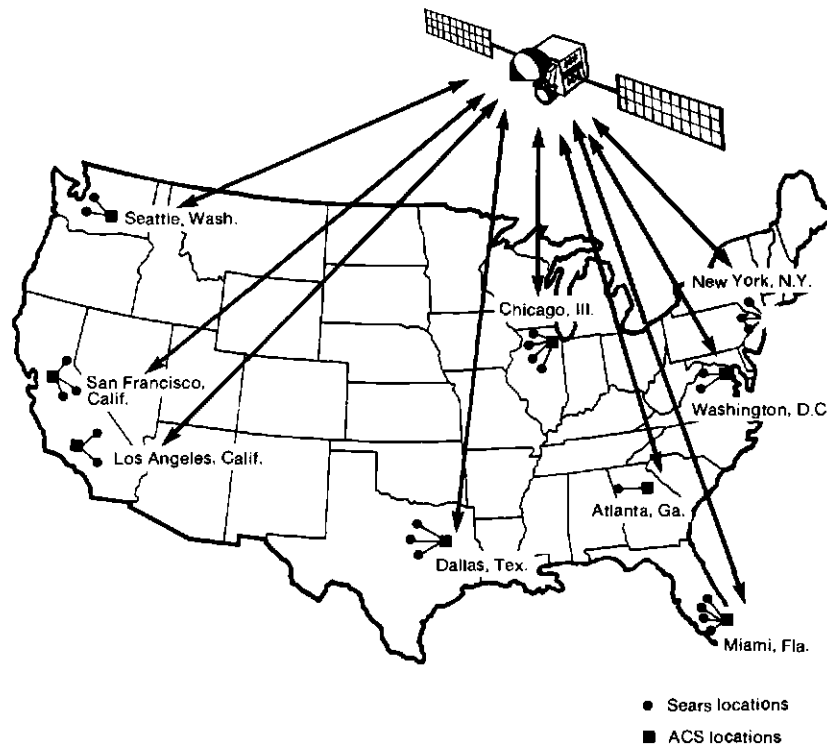 Seattle, Wash.
New York, N.Y.
Chicago, Ill.
San Francisco,
Calif.
Washington, D.C
Los Angeles, Calif.
Atlanta, Ga.
Dallas, Tex.
Miami, Fla.
Sears locations
ACS locations